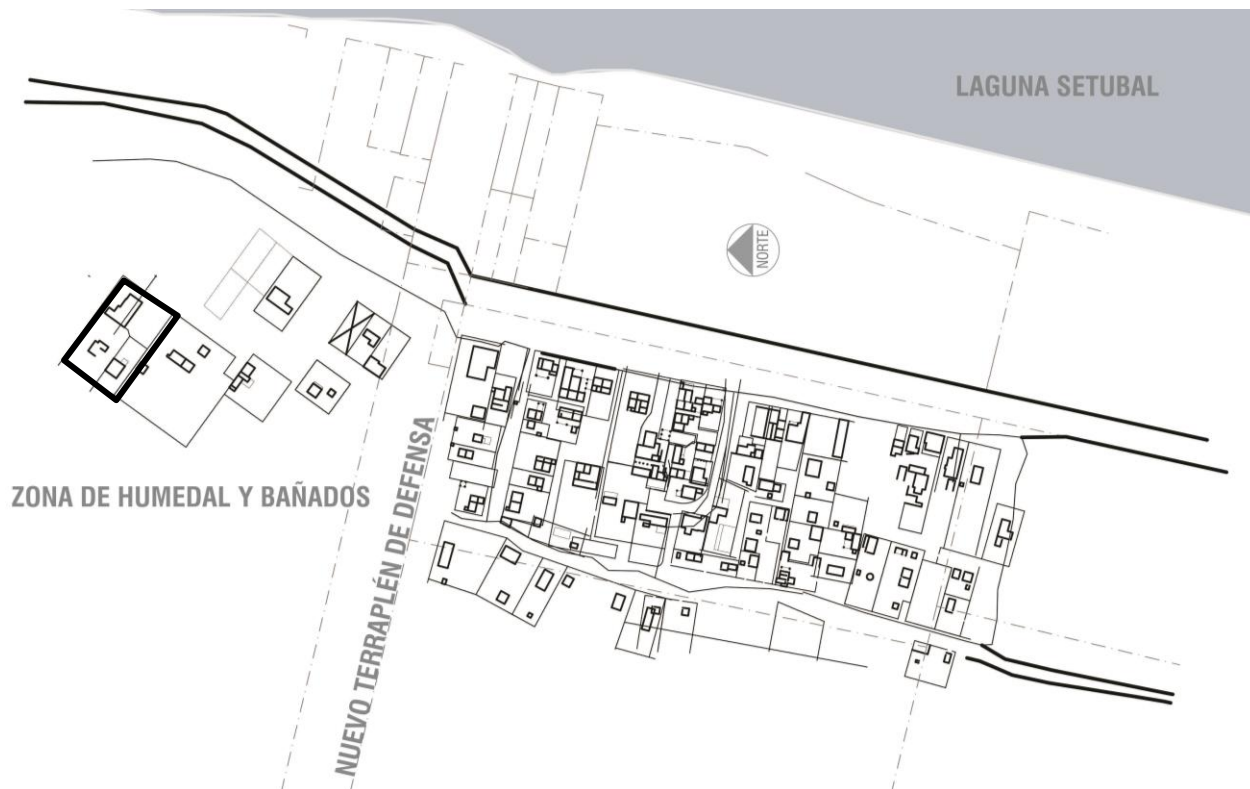 LAGUNA SETUBAL
NORTE
ZONA DE HUMEDAL Y BAÑADOS
NUEVO TERRAPLÉN DE DEFENSA